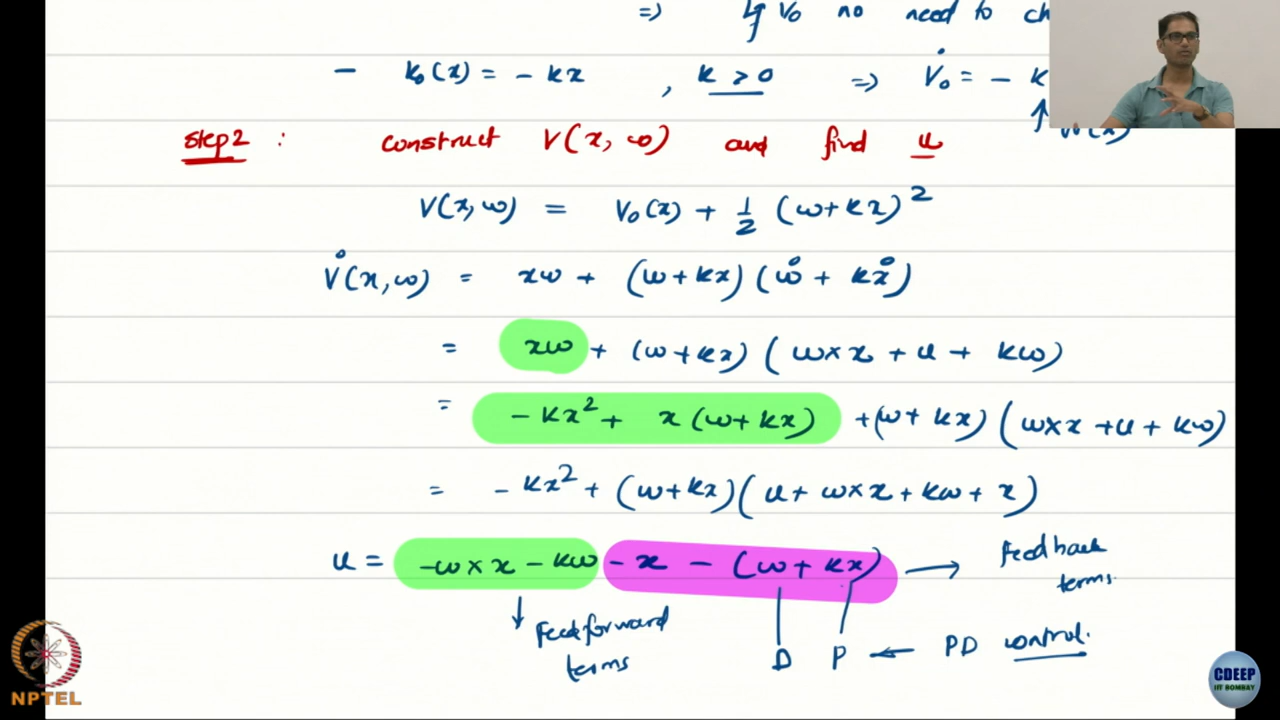 ⇒ If V₀ no need to ch
- k₀(x) = - kx , k > 0 ⇒ V̇₀ = - k
W(x)
Step 2 : construct V(x, ω) and find u
V(x, ω) = V₀(x) + 1/2 (ω + kx)²
V̇(x, ω) = xω + (ω + kx) (ω̇ + kẋ)
= xω + (ω + kx) (ω × x + u + kω)
= - kx² + x (ω + kx) + (ω + kx) (ω × x + u + kω)
= - kx² + (ω + kx) (u + ω × x + kω + x)
u = -ω × x - kω - x - (ω + kx) → Feedback terms.
↓ Feedforward terms
D P ← PD control.
NPTEL
CDEEP
IIT BOMBAY